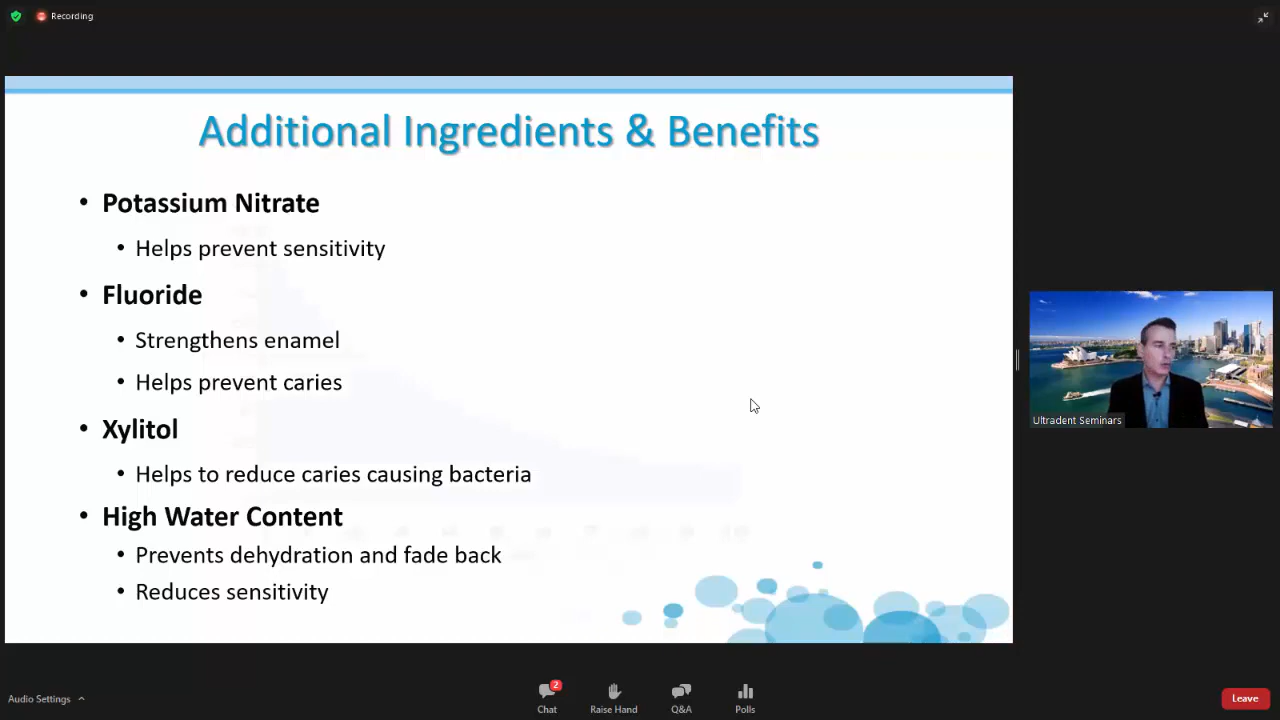 Recording
Additional Ingredients & Benefits
• Potassium Nitrate
• Helps prevent sensitivity
• Fluoride
• Strengthens enamel
• Helps prevent caries
• Xylitol
• Helps to reduce caries causing bacteria
• High Water Content
• Prevents dehydration and fade back
• Reduces sensitivity
Ultradent Seminars
Audio Settings
2
Chat
Raise Hand
Q&A
Polls
Leave